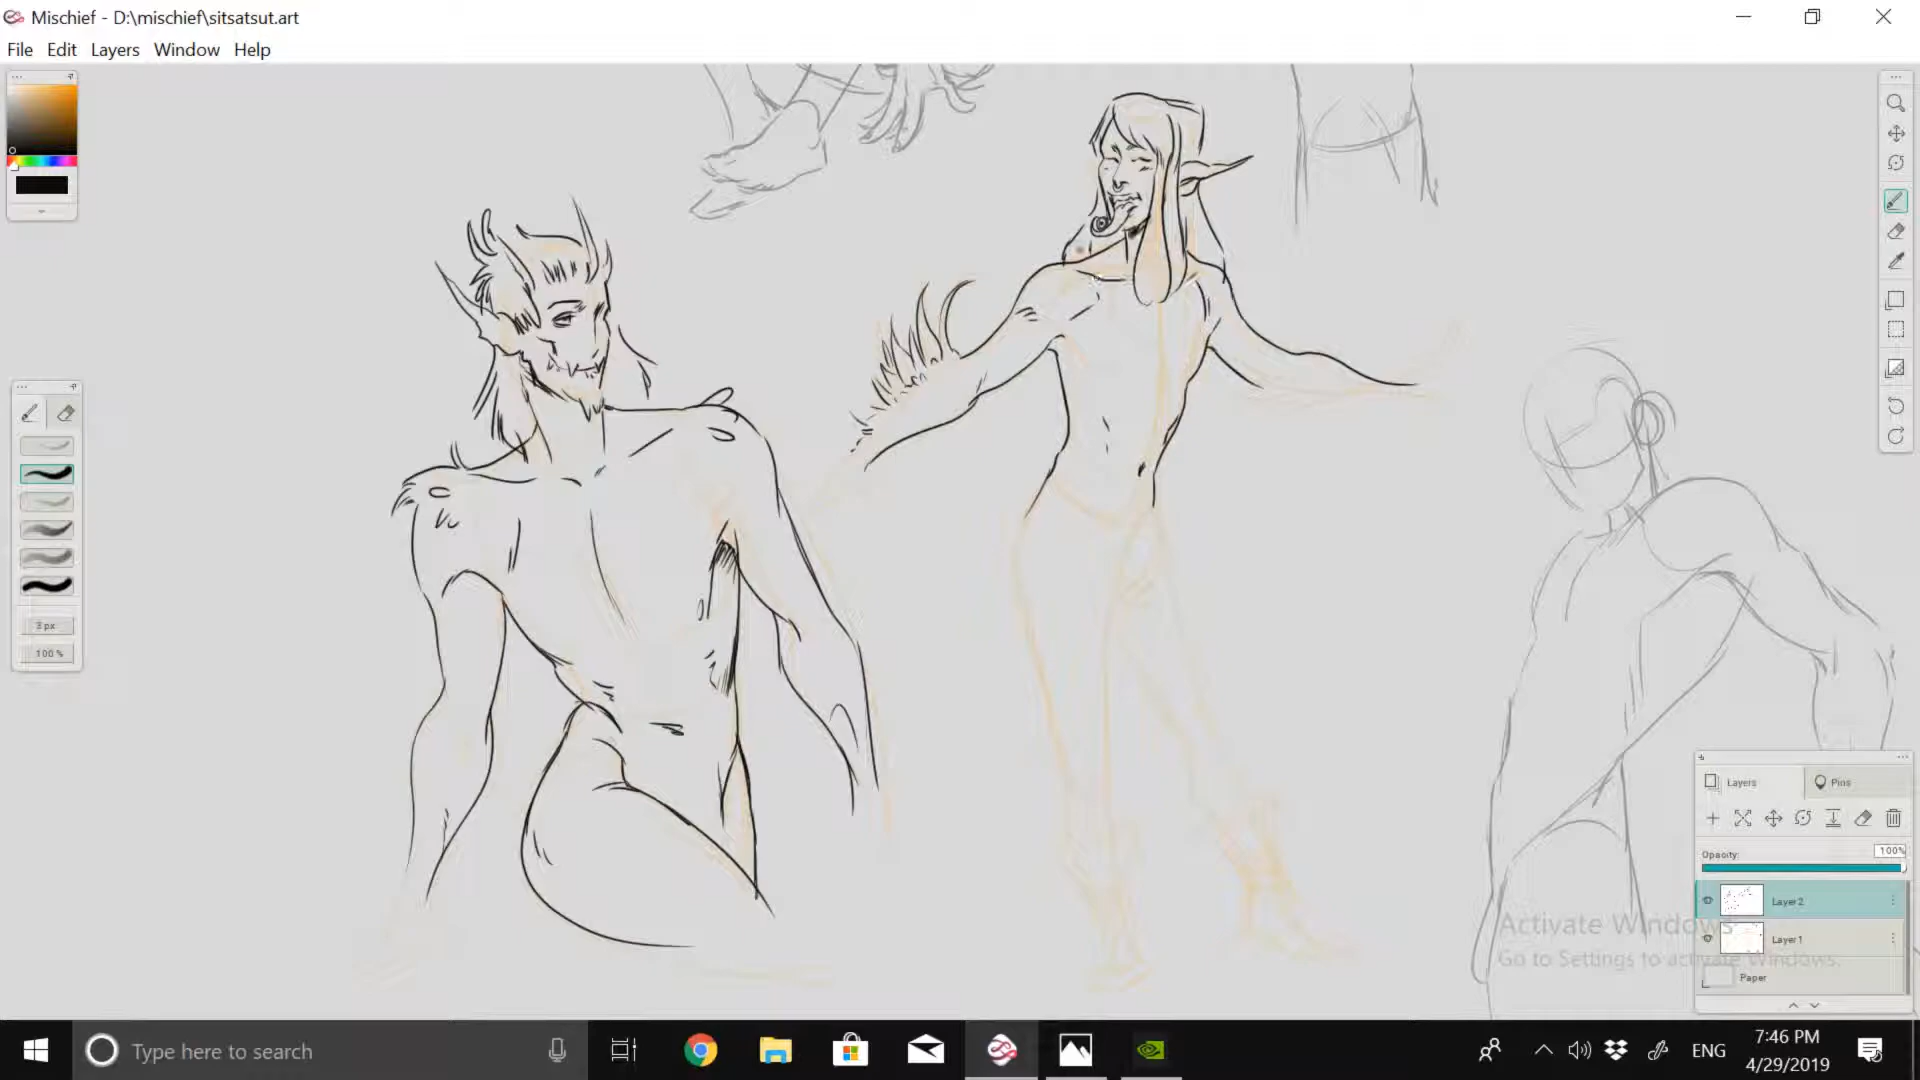 Mischief - D:\mischief\sitsatsut.art
File Edit Layers Window Help
3 px
100 %
Layers Pins
Opacity: 100%
Layer 2
Layer 1
Paper
Activate Windows
Go to Settings to activate Windows.
Type here to search
ENG
7:46 PM
4/29/2019